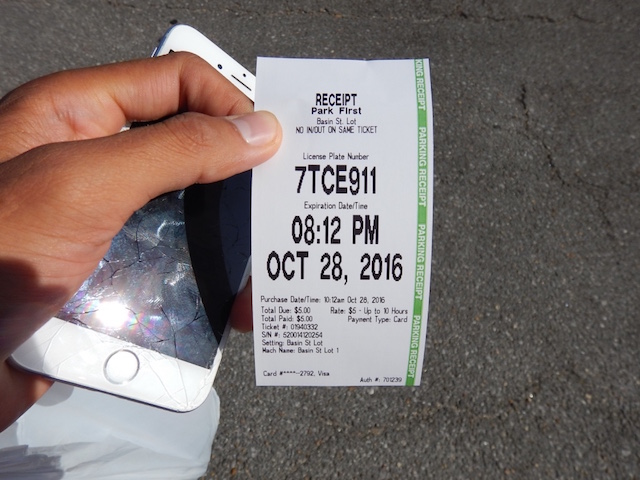 RECEIPT
Park First
Basin St. Lot
NO IN/OUT ON SAME TICKET
License Plate Number
7TCE911
Expiration Date/Time
08:12 PM
OCT 28, 2016
Purchase Date/Time: 10:12am Oct 28, 2016
Total Due: $5.00 Rate: $5 - Up to 10 Hours
Total Paid: $5.00 Payment Type: Card
Ticket #: 01940332
S/N #: 520014120254
Setting: Basin St Lot
Mach Name: Basin St Lot 1
Card #****-2792, Visa
Auth #: 701239
KING RECEIPT
PARKING RECEIPT
PARKING RECEIPT
PARKING RECEIPT